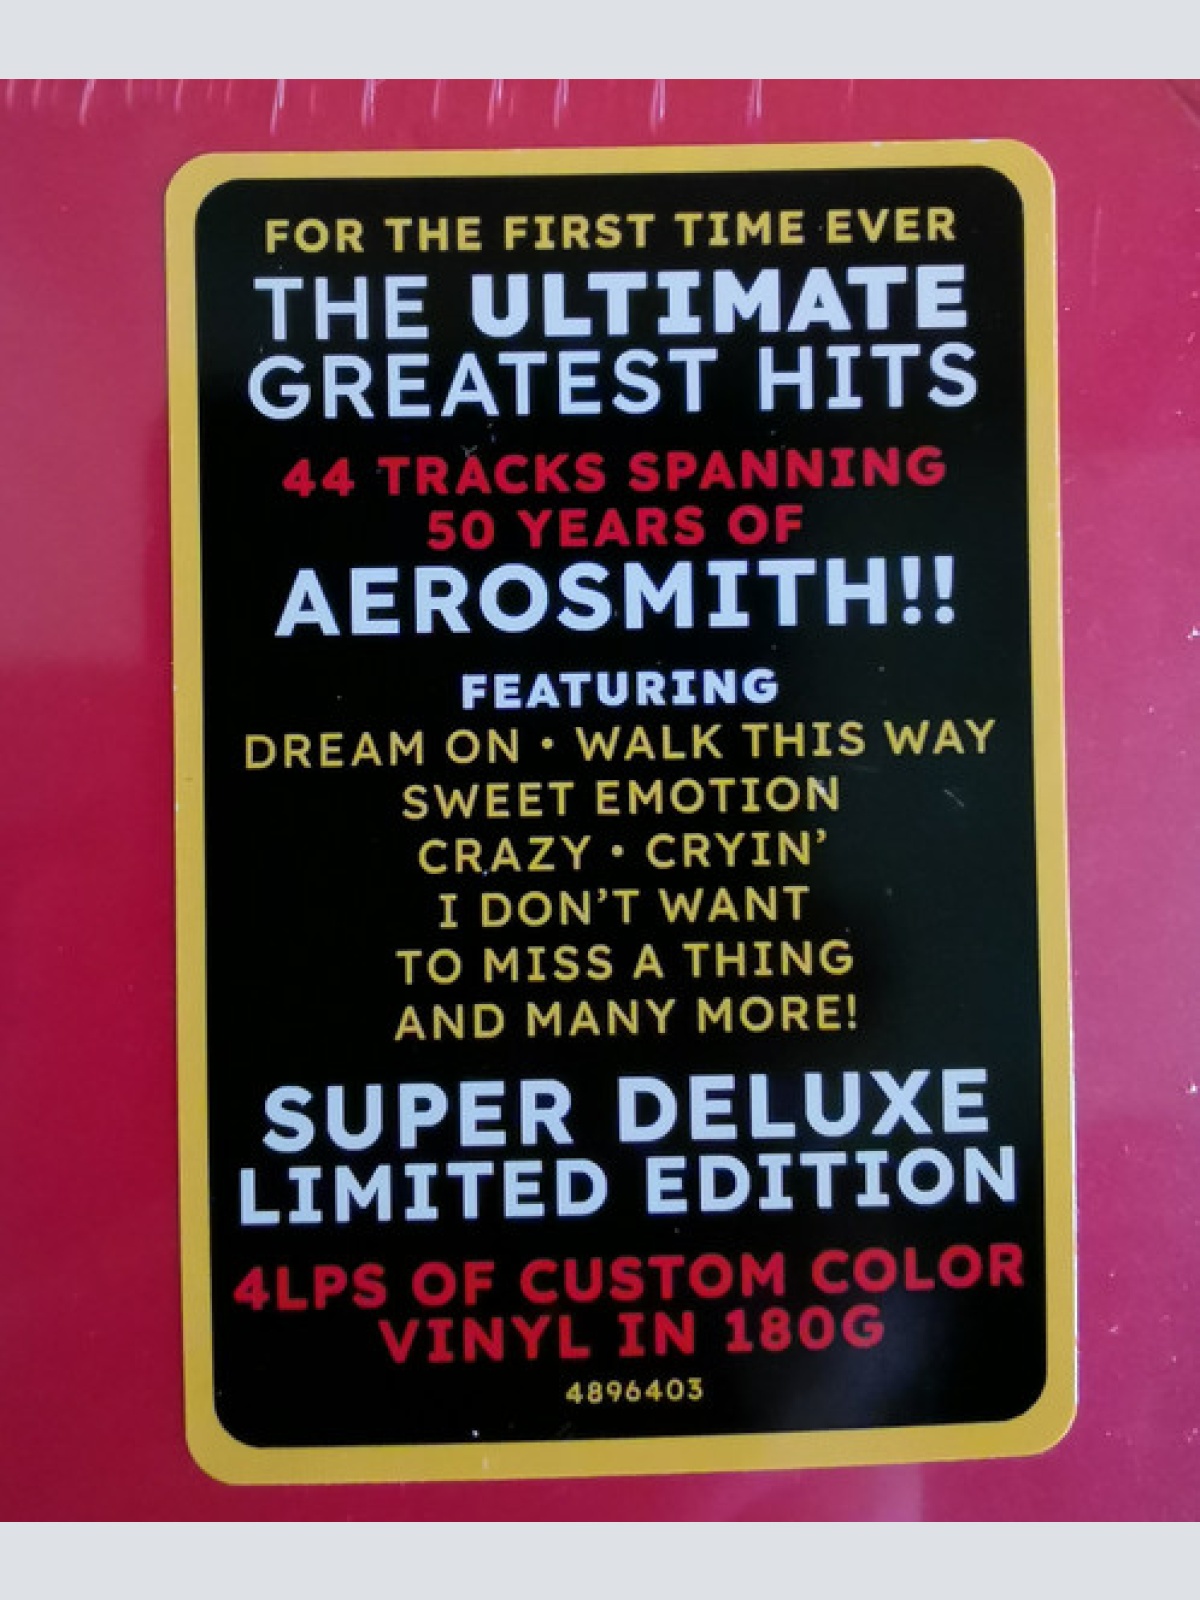 FOR THE FIRST TIME EVER
THE ULTIMATE
GREATEST HITS
44 TRACKS SPANNING
50 YEARS OF
AEROSMITH!!
FEATURING
DREAM ON • WALK THIS WAY
SWEET EMOTION
CRAZY • CRYIN’
I DON’T WANT
TO MISS A THING
AND MANY MORE!
SUPER DELUXE
LIMITED EDITION
4LPS OF CUSTOM COLOR
VINYL IN 180G
4896403